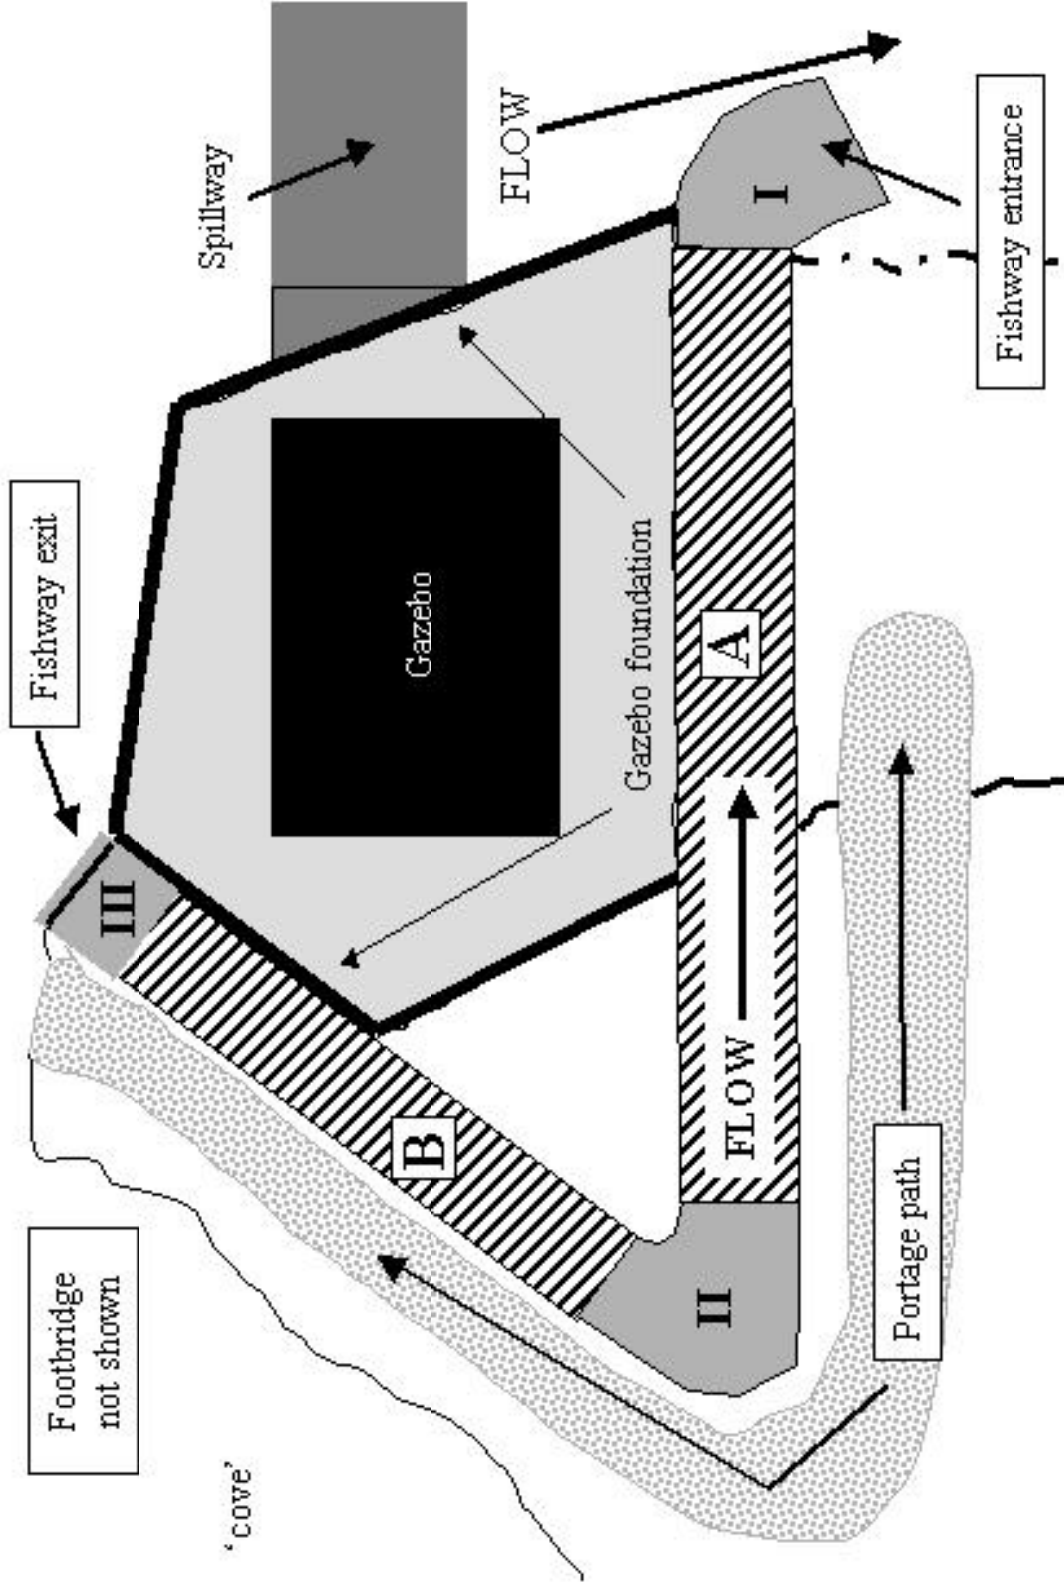 Footbridge
not shown
'cove'
Fishway exit
Spillway
FLOW
III
Gazebo
Gazebo foundation
B
I
A
FLOW
II
Portage path
Fishway entrance